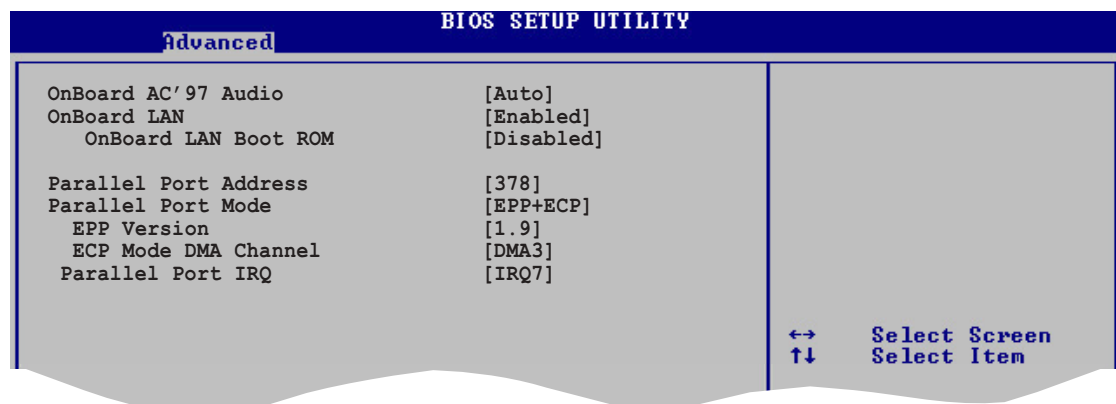 BIOS SETUP UTILITY
Advanced
OnBoard AC'97 Audio [Auto]
OnBoard LAN [Enabled]
OnBoard LAN Boot ROM [Disabled]
Parallel Port Address [378]
Parallel Port Mode [EPP+ECP]
EPP Version [1.9]
ECP Mode DMA Channel [DMA3]
Parallel Port IRQ [IRQ7]
←→ Select Screen
↑↓ Select Item